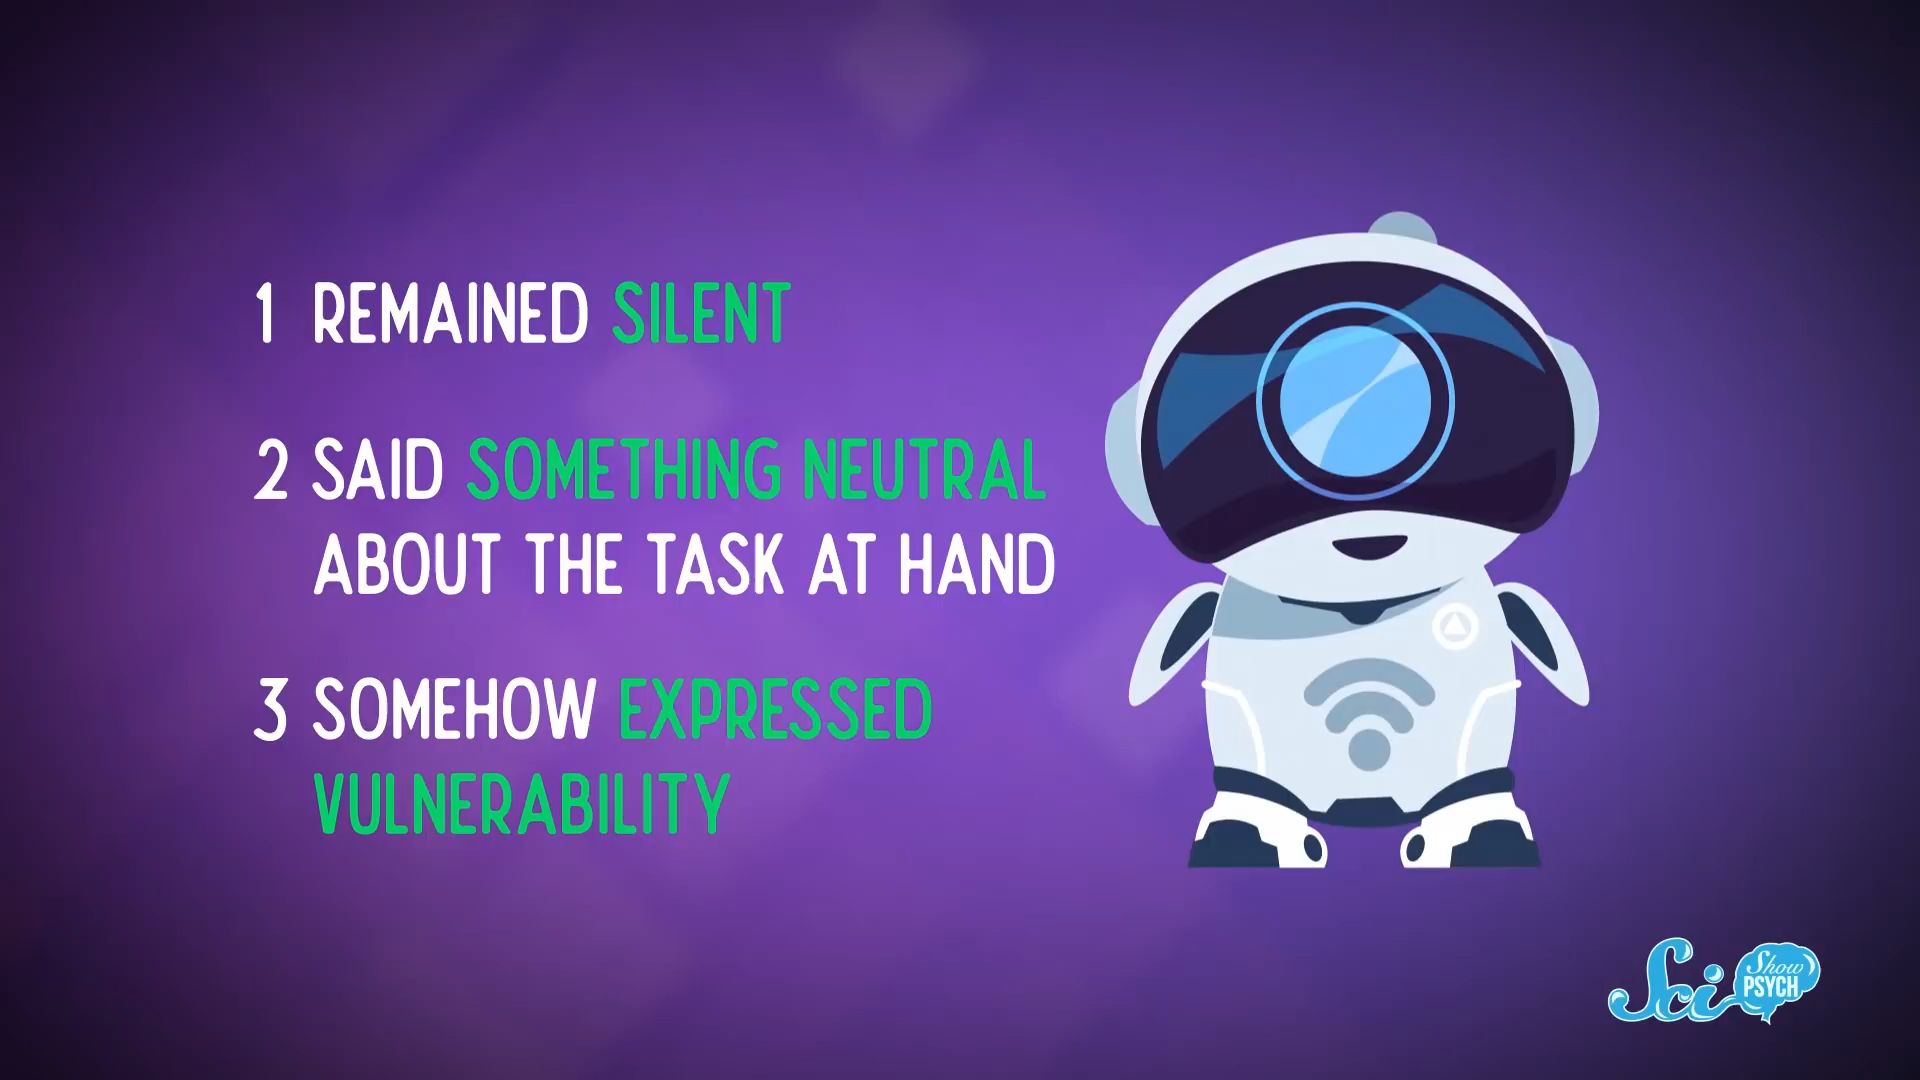 1 REMAINED SILENT
2 SAID SOMETHING NEUTRAL
ABOUT THE TASK AT HAND
3 SOMEHOW EXPRESSED
VULNERABILITY
Sci Show
PSYCH